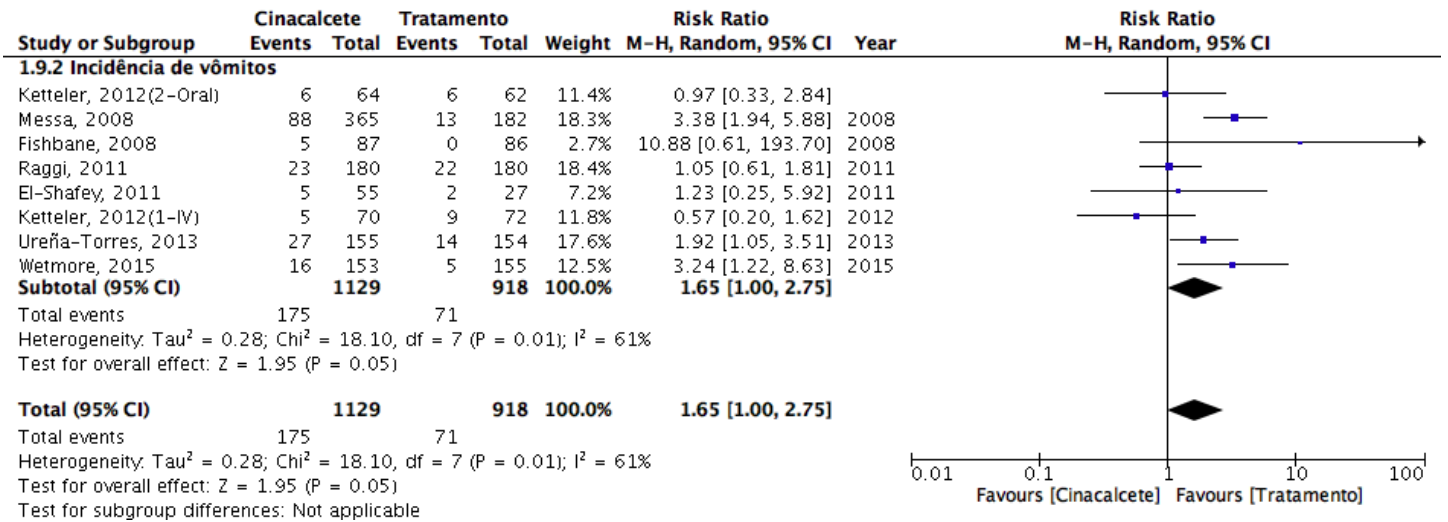 Cinacalcete Tratamento Risk Ratio Risk Ratio
Study or Subgroup Events Total Events Total Weight M-H, Random, 95% CI Year M-H, Random, 95% CI
1.9.2 Incidência de vômitos
Ketteler, 2012(2-Oral) 6 64 6 62 11.4% 0.97 [0.33, 2.84]
Messa, 2008 88 365 13 182 18.3% 3.38 [1.94, 5.88] 2008
Fishbane, 2008 5 87 0 86 2.7% 10.88 [0.61, 193.70] 2008
Raggi, 2011 23 180 22 180 18.4% 1.05 [0.61, 1.81] 2011
El-Shafey, 2011 5 55 2 27 7.2% 1.23 [0.25, 5.92] 2011
Ketteler, 2012(1-IV) 5 70 9 72 11.8% 0.57 [0.20, 1.62] 2012
Ureña-Torres, 2013 27 155 14 154 17.6% 1.92 [1.05, 3.51] 2013
Wetmore, 2015 16 153 5 155 12.5% 3.24 [1.22, 8.63] 2015
Subtotal (95% CI) 1129 918 100.0% 1.65 [1.00, 2.75]
Total events 175 71
Heterogeneity: Tau² = 0.28; Chi² = 18.10, df = 7 (P = 0.01); I² = 61%
Test for overall effect: Z = 1.95 (P = 0.05)
Total (95% CI) 1129 918 100.0% 1.65 [1.00, 2.75]
Total events 175 71
Heterogeneity: Tau² = 0.28; Chi² = 18.10, df = 7 (P = 0.01); I² = 61%
Test for overall effect: Z = 1.95 (P = 0.05)
Test for subgroup differences: Not applicable
0.01 0.1 1 10 100
Favours [Cinacalcete] Favours [Tratamento]